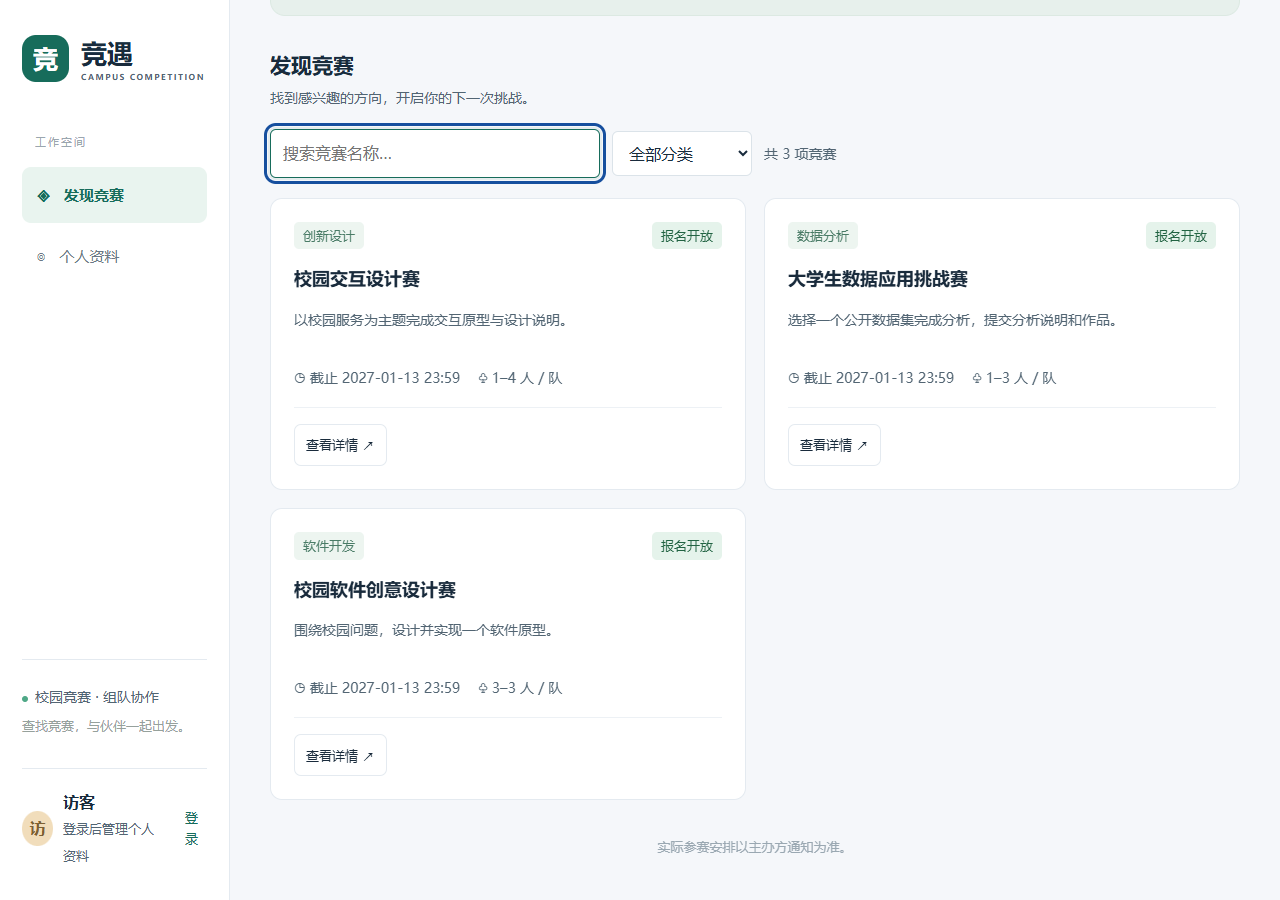 竞
竞遇
CAMPUS COMPETITION
工作空间
发现竞赛
个人资料
校园竞赛 · 组队协作
查找竞赛，与伙伴一起出发。
访
访客
登录后管理个人
资料
登
录
发现竞赛
找到感兴趣的方向，开启你的下一次挑战。
搜索竞赛名称...
全部分类
共 3 项竞赛
创新设计
报名开放
校园交互设计赛
以校园服务为主题完成交互原型与设计说明。
截止 2027-01-13 23:59 1–4 人 / 队
查看详情 ↗
数据分析
报名开放
大学生数据应用挑战赛
选择一个公开数据集完成分析，提交分析说明和作品。
截止 2027-01-13 23:59 1–3 人 / 队
查看详情 ↗
软件开发
报名开放
校园软件创意设计赛
围绕校园问题，设计并实现一个软件原型。
截止 2027-01-13 23:59 3–3 人 / 队
查看详情 ↗
实际参赛安排以主办方通知为准。